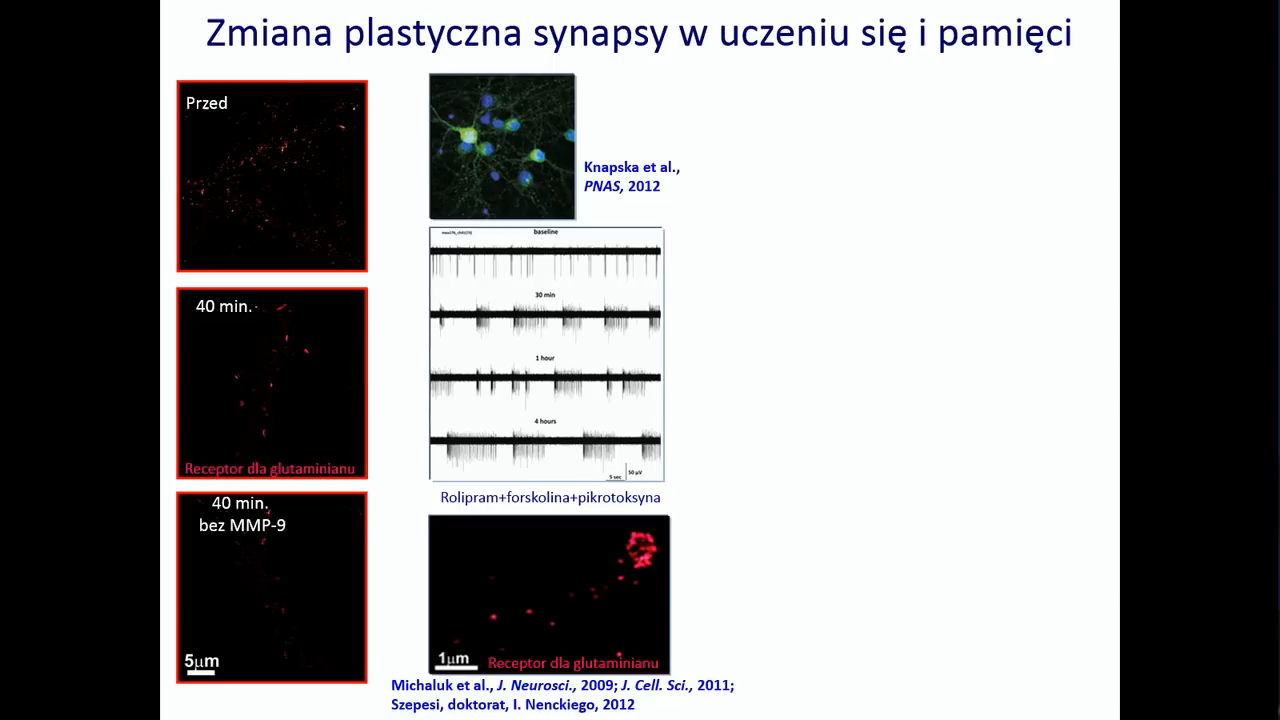 Zmiana plastyczna synapsy w uczeniu się i pamięci
Przed
40 min.
Receptor dla glutaminianu
40 min.
bez MMP-9
5µm
Knapska et al.,
PNAS, 2012
baseline
30 min
1 hour
4 hours
50 µV
5 sec
Rolipram+forskolina+pikrotoksyna
1µm
Receptor dla glutaminianu
Michaluk et al., J. Neurosci., 2009; J. Cell. Sci., 2011;
Szepesi, doktorat, I. Nenckiego, 2012